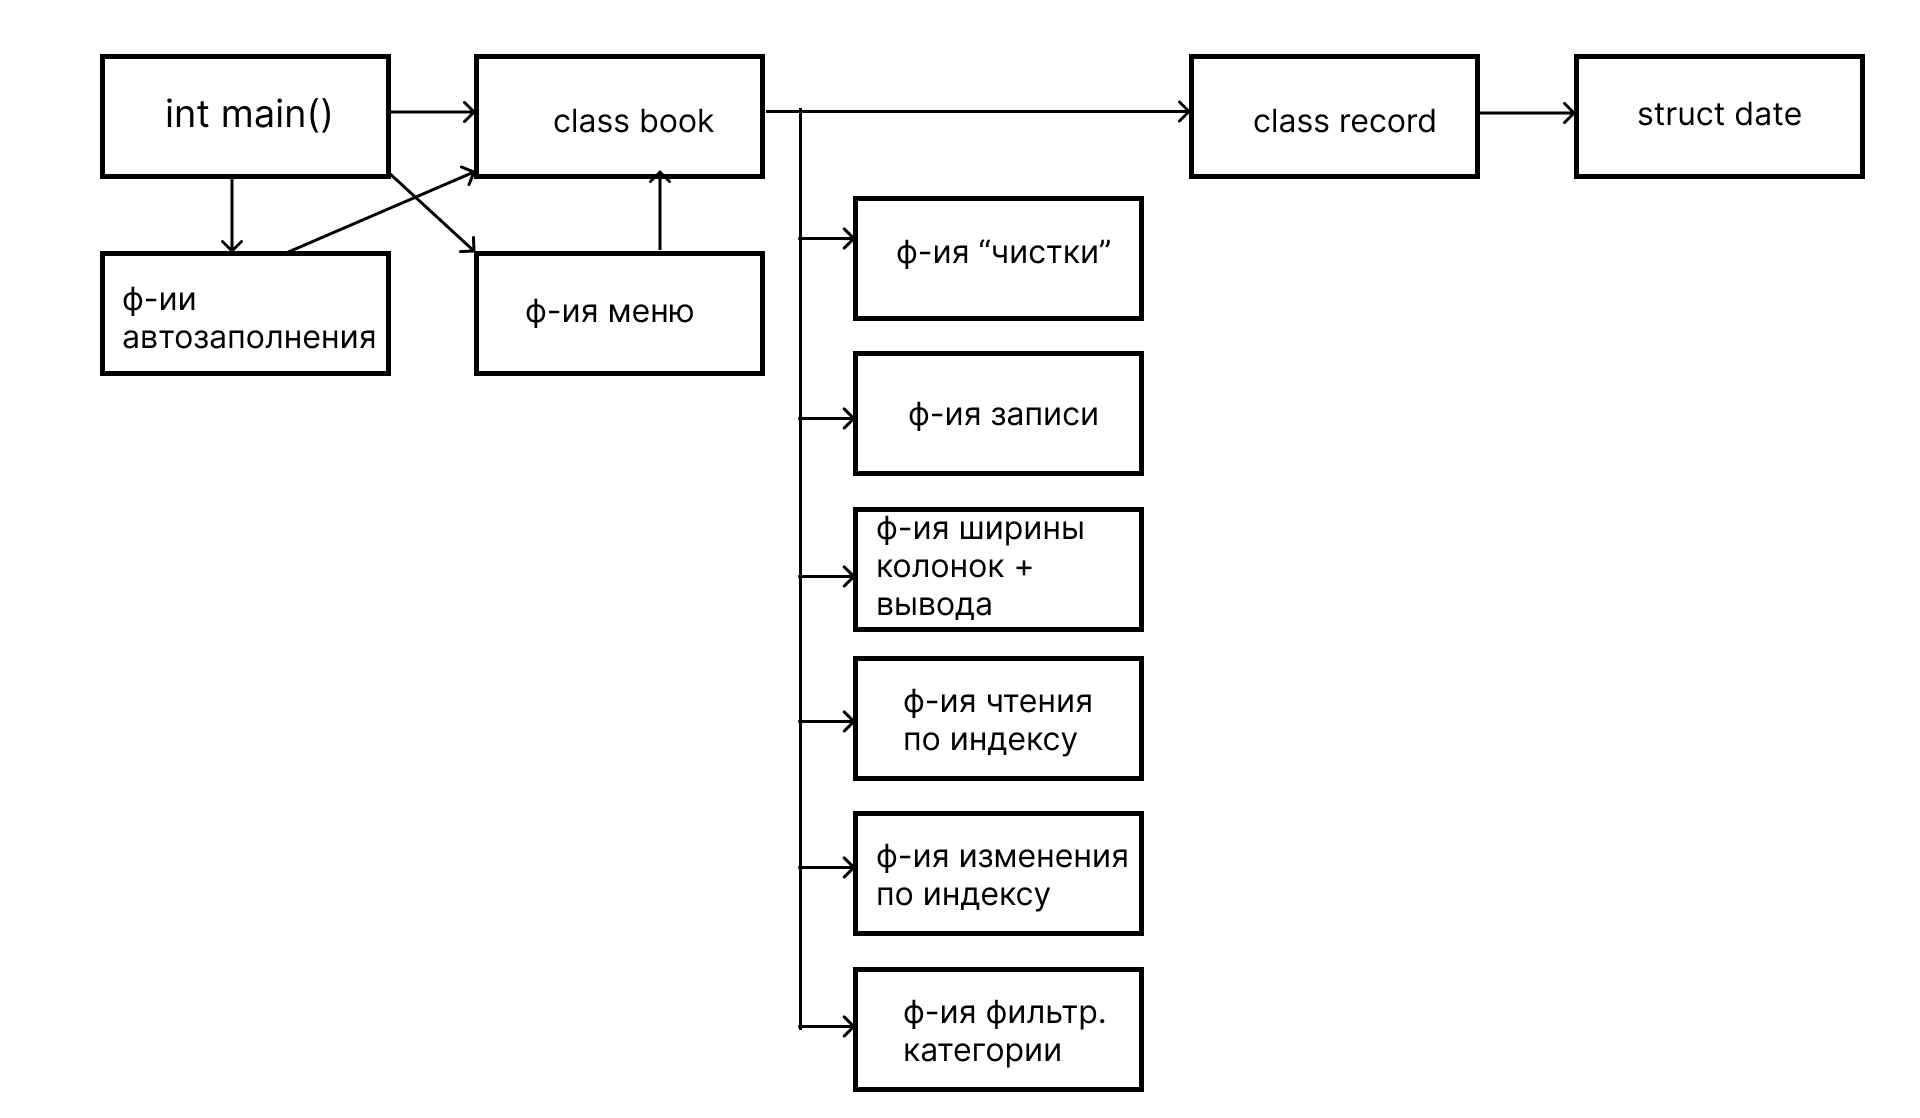 int main()
class book
class record
struct date
ф-ии
автозаполнения
ф-ия меню
ф-ия “чистки”
ф-ия записи
ф-ия ширины
колонок +
вывода
ф-ия чтения
по индексу
ф-ия изменения
по индексу
ф-ия фильтр.
категории